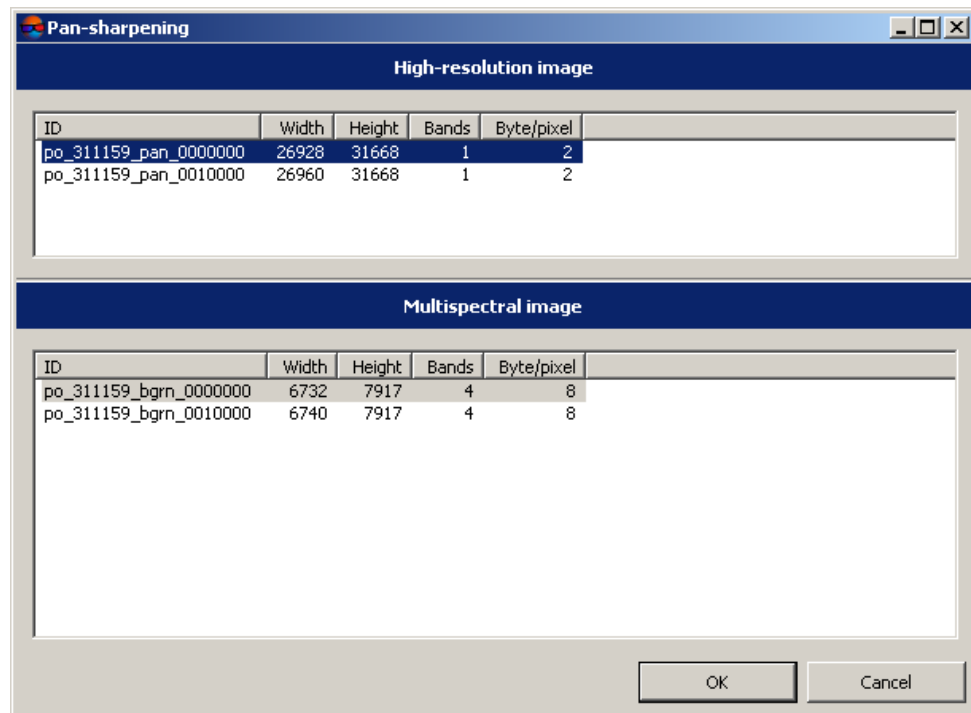 Pan-sharpening
High-resolution image
ID Width Height Bands Byte/pixel
po_311159_pan_0000000 26928 31668 1 2
po_311159_pan_0010000 26960 31668 1 2
Multispectral image
ID Width Height Bands Byte/pixel
po_311159_bgrn_0000000 6732 7917 4 8
po_311159_bgrn_0010000 6740 7917 4 8
OK Cancel